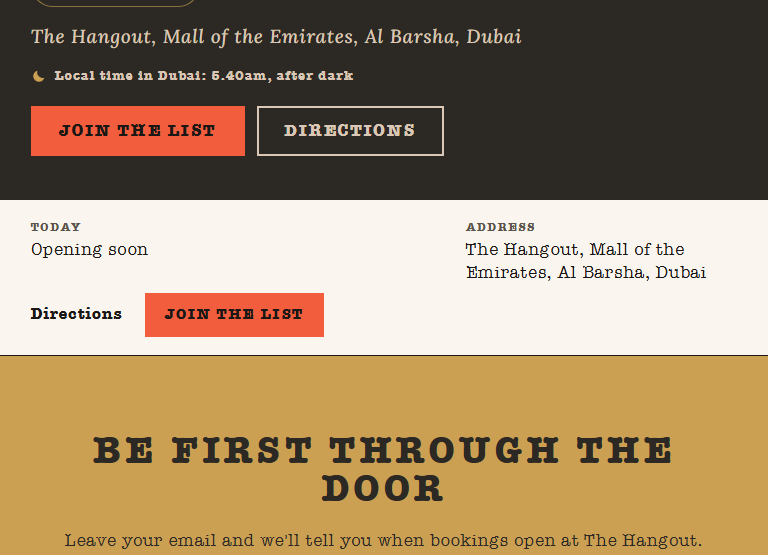 The Hangout, Mall of the Emirates, Al Barsha, Dubai
Local time in Dubai: 5.40am, after dark
JOIN THE LIST
DIRECTIONS
TODAY
Opening soon
ADDRESS
The Hangout, Mall of the
Emirates, Al Barsha, Dubai
Directions
JOIN THE LIST
BE FIRST THROUGH THE
DOOR
Leave your email and we'll tell you when bookings open at The Hangout.